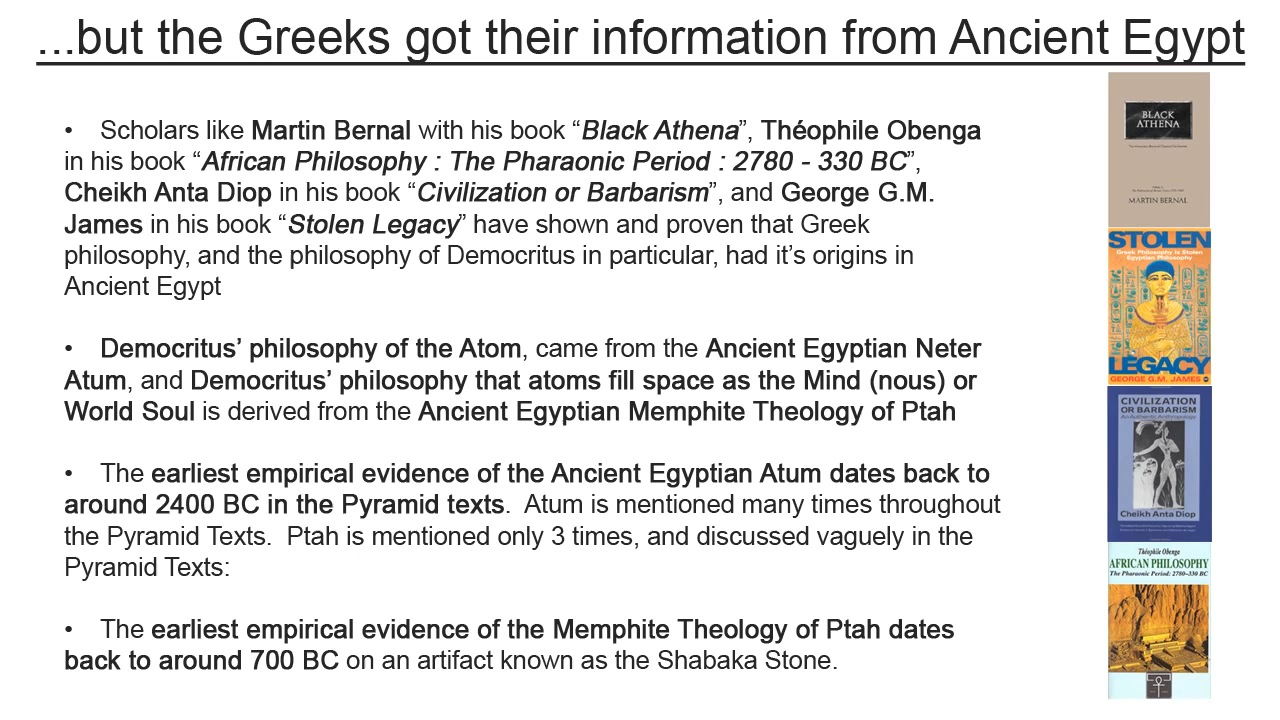 ...but the Greeks got their information from Ancient Egypt
• Scholars like Martin Bernal with his book “Black Athena”, Théophile Obenga
in his book “African Philosophy : The Pharaonic Period : 2780 - 330 BC”,
Cheikh Anta Diop in his book “Civilization or Barbarism”, and George G.M.
James in his book “Stolen Legacy” have shown and proven that Greek
philosophy, and the philosophy of Democritus in particular, had it’s origins in
Ancient Egypt
• Democritus’ philosophy of the Atom, came from the Ancient Egyptian Neter
Atum, and Democritus’ philosophy that atoms fill space as the Mind (nous) or
World Soul is derived from the Ancient Egyptian Memphite Theology of Ptah
• The earliest empirical evidence of the Ancient Egyptian Atum dates back to
around 2400 BC in the Pyramid texts. Atum is mentioned many times throughout
the Pyramid Texts. Ptah is mentioned only 3 times, and discussed vaguely in the
Pyramid Texts:
• The earliest empirical evidence of the Memphite Theology of Ptah dates
back to around 700 BC on an artifact known as the Shabaka Stone.
BLACK
ATHENA
MARTIN BERNAL
STOLEN
Greek Philosophy is Stolen
Egyptian Philosophy
LEGACY
GEORGE G.M. JAMES
CIVILIZATION
OR BARBARISM
An Authentic Anthropology
Cheikh Anta Diop
Théophile Obenga
AFRICAN PHILOSOPHY
The Pharaonic Period: 2780–330 BC